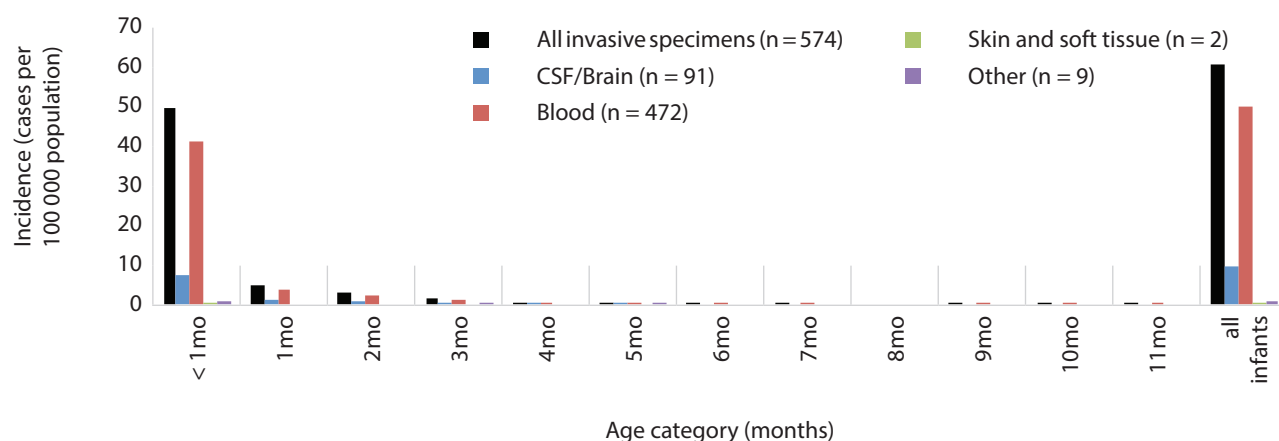 Incidence (cases per
100 000 population)
70
60
50
40
30
20
10
0
All invasive specimens (n = 574)
CSF/Brain (n = 91)
Blood (n = 472)
Skin and soft tissue (n = 2)
Other (n = 9)
< 1mo
1mo
2mo
3mo
4mo
5mo
6mo
7mo
8mo
9mo
10mo
11mo
all
infants
Age category (months)